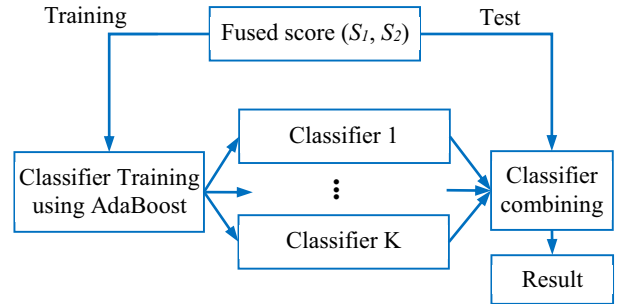 Training
Fused score (S1, S2)
Test
Classifier 1
Classifier Training
using AdaBoost
⋮
Classifier
combining
Classifier K
Result